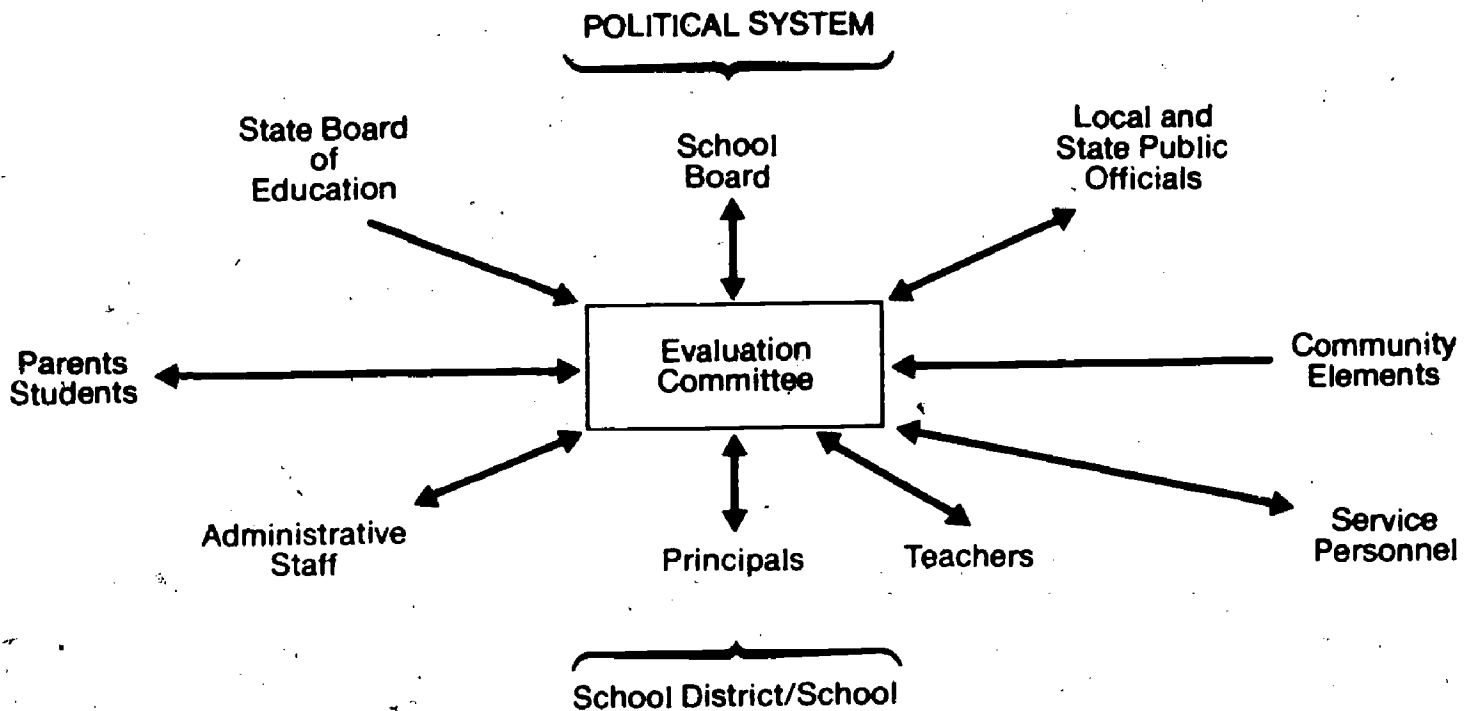 POLITICAL SYSTEM
State Board
of
Education
School
Board
Local and
State Public
Officials
Parents
Students
Evaluation
Committee
Community
Elements
Administrative
Staff
Principals
Teachers
Service
Personnel
School District/School